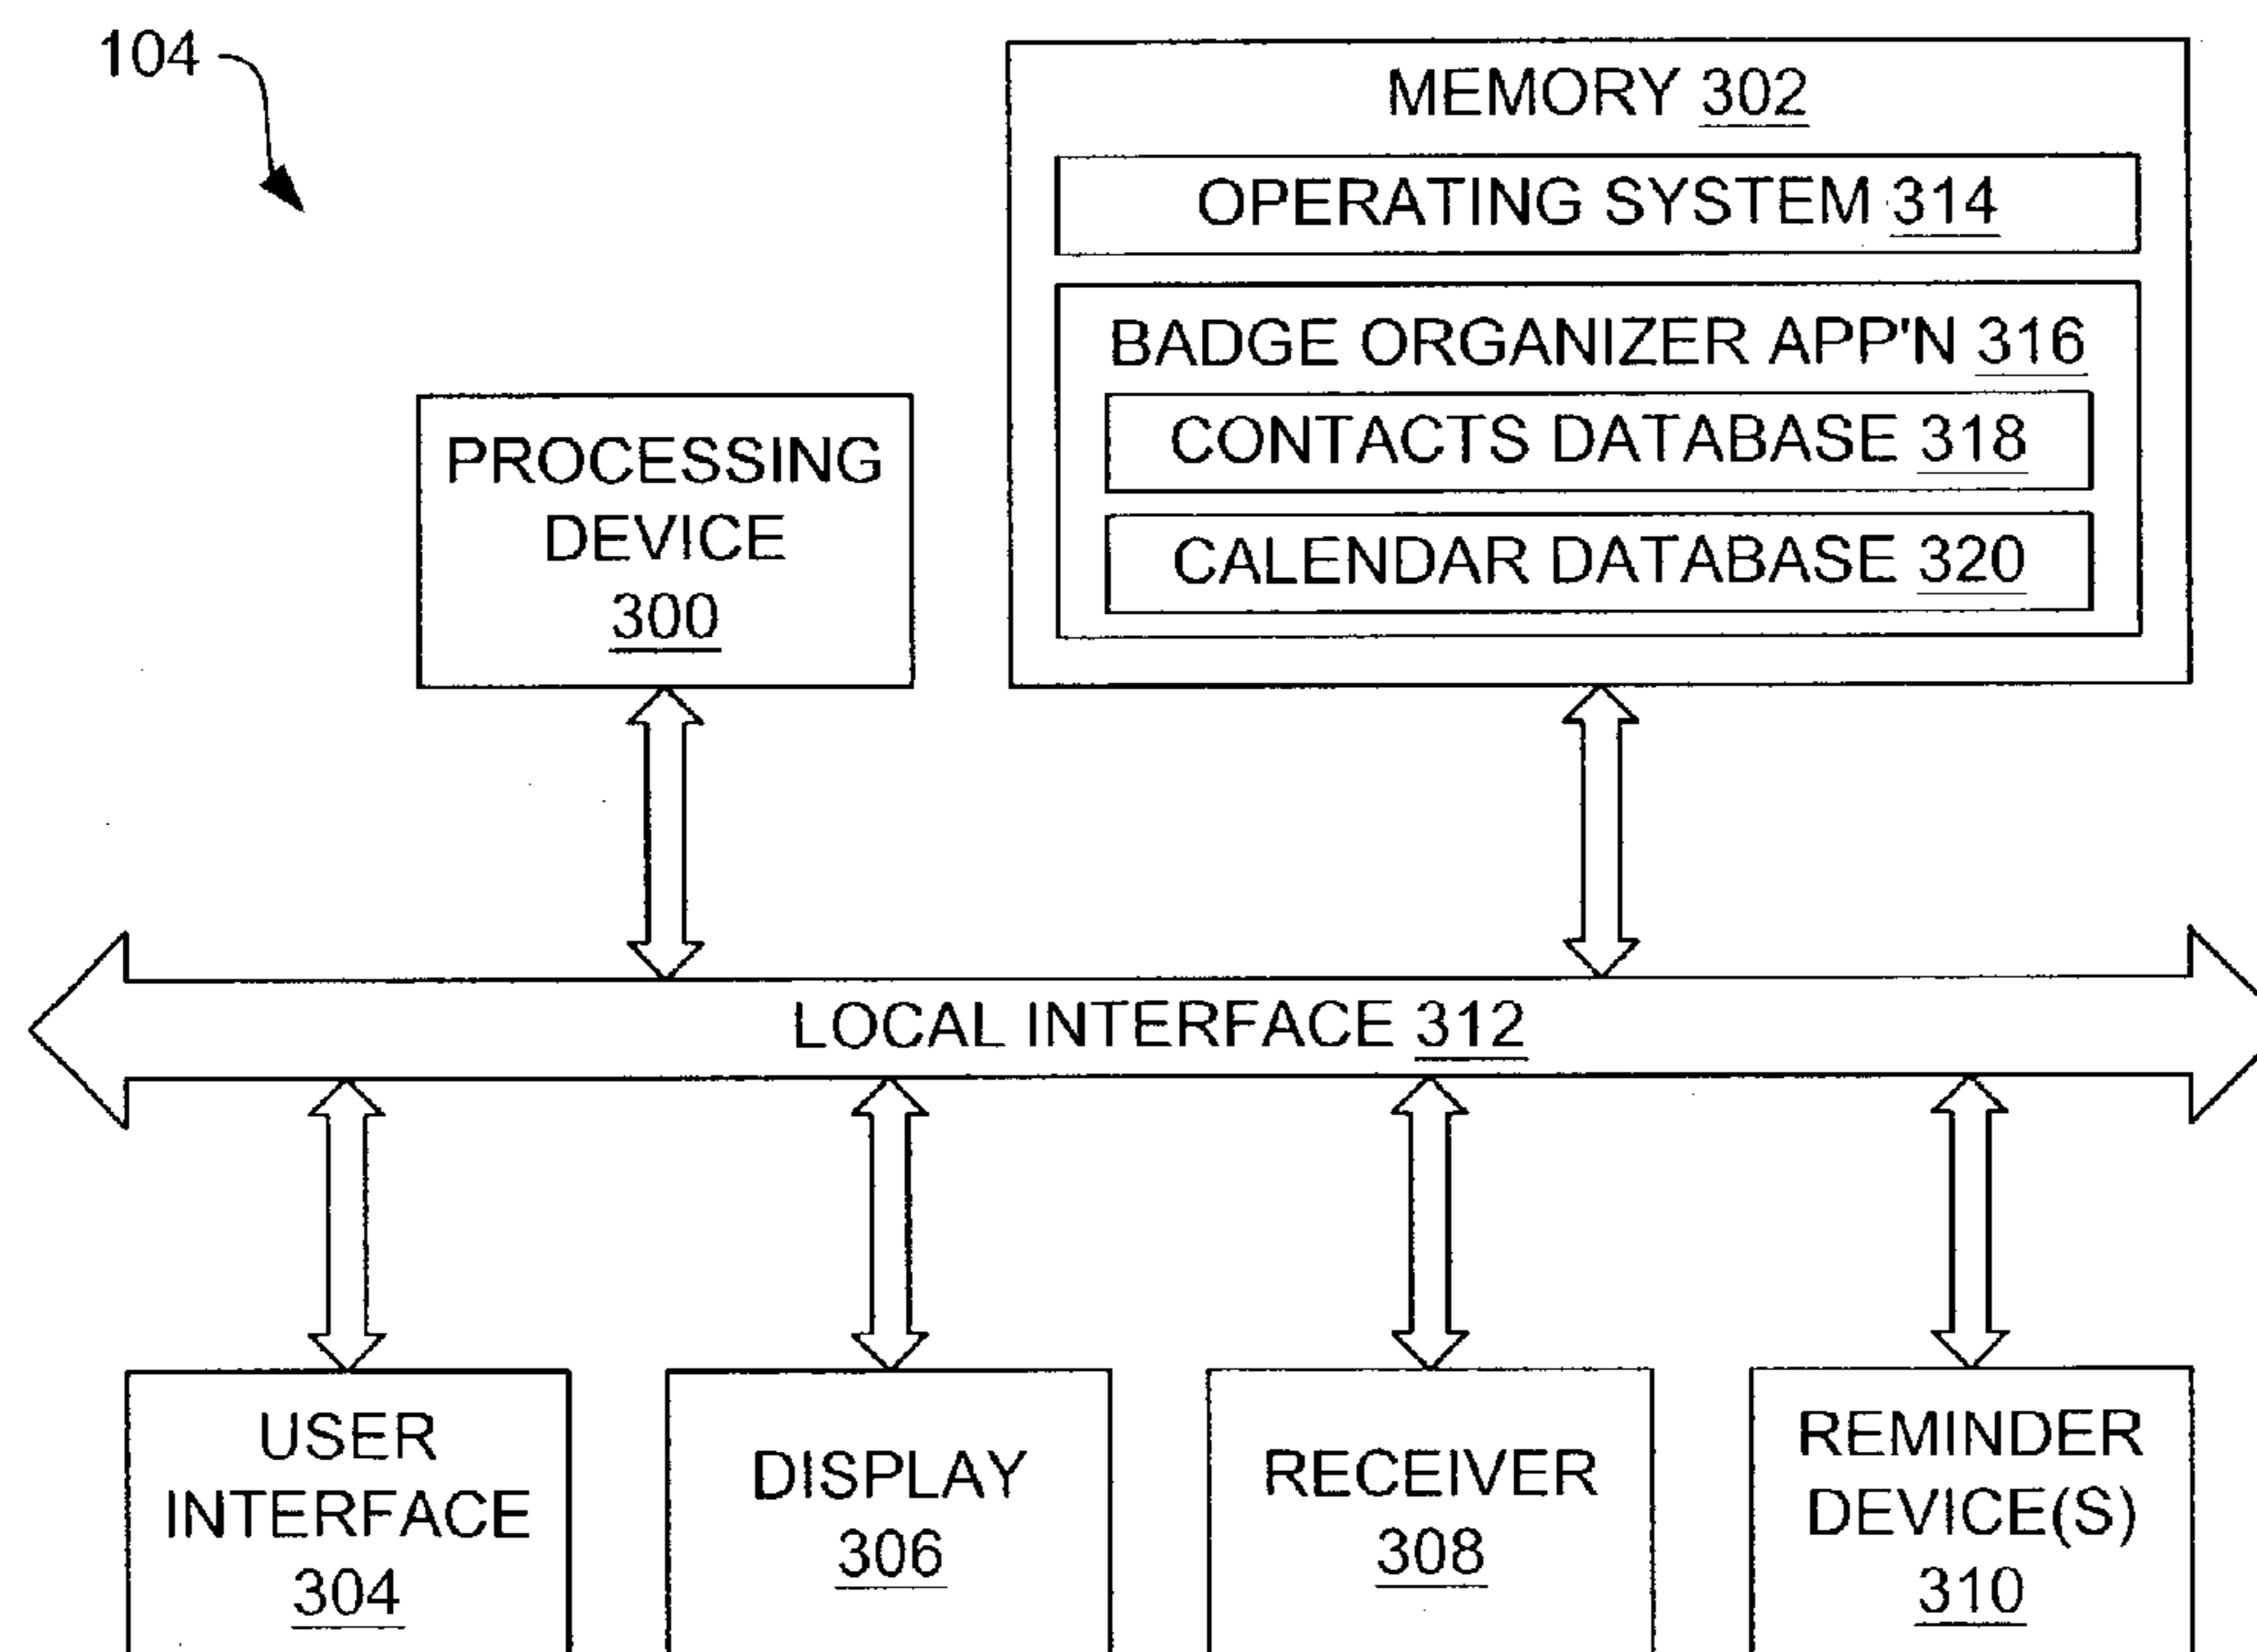 104
MEMORY 302
OPERATING SYSTEM 314
BADGE ORGANIZER APP'N 316
CONTACTS DATABASE 318
CALENDAR DATABASE 320
PROCESSING
DEVICE
300
LOCAL INTERFACE 312
USER
INTERFACE
304
DISPLAY
306
RECEIVER
308
REMINDER
DEVICE(S)
310